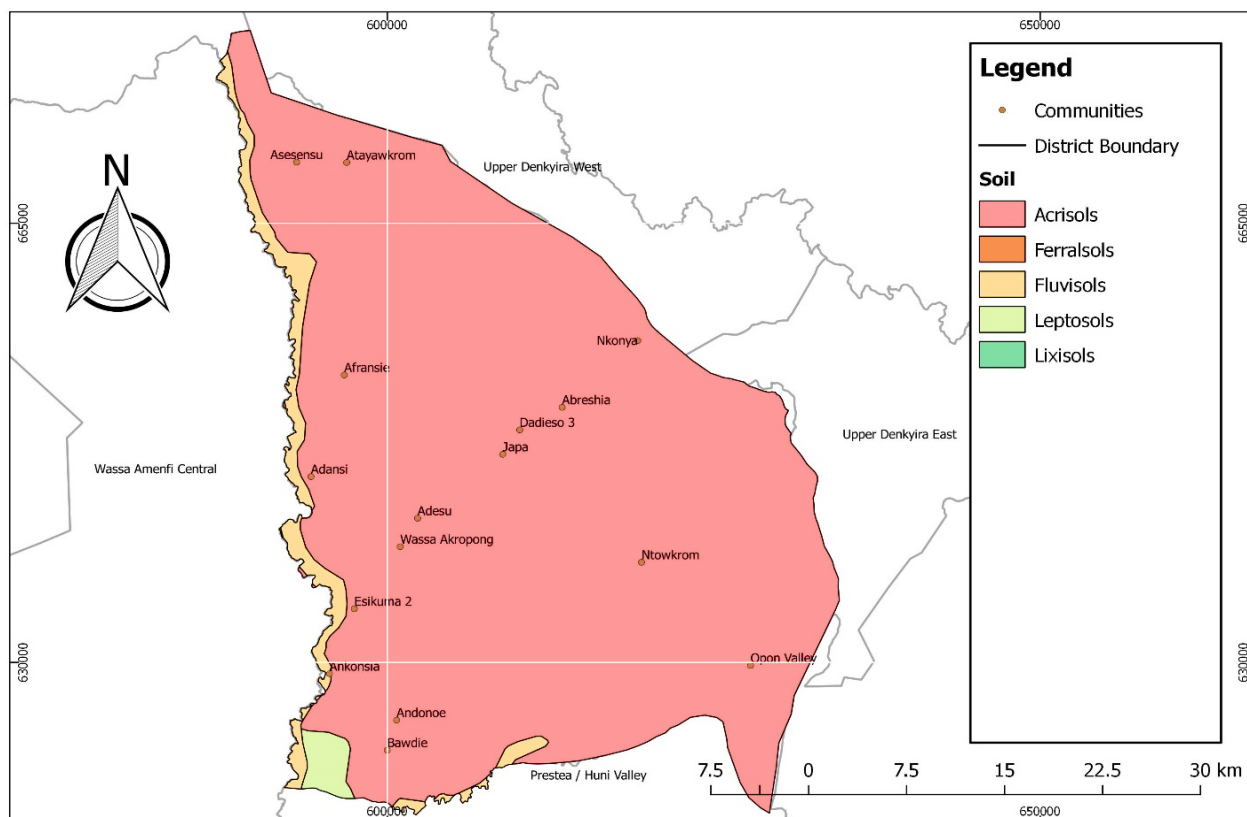 600000
650000
Legend
Communities
District Boundary
Soil
Acrisols
Ferralsols
Fluvisols
Leptosols
Lixisols
N
Asesensu
Atayawkrom
Upper Denkyira West
665000
665000
Nkonya
Afransie
Abreshia
Dadieso 3
Upper Denkyira East
Japa
Wassa Amenfi Central
Adansi
Adesu
Wassa Akropong
Ntowkrom
Esikuma 2
630000
630000
Ankonsia
Opon Valley
Andonoe
Bawdie
Prestea / Huni Valley
7.5 0 7.5 15 22.5 30 km
600000
650000